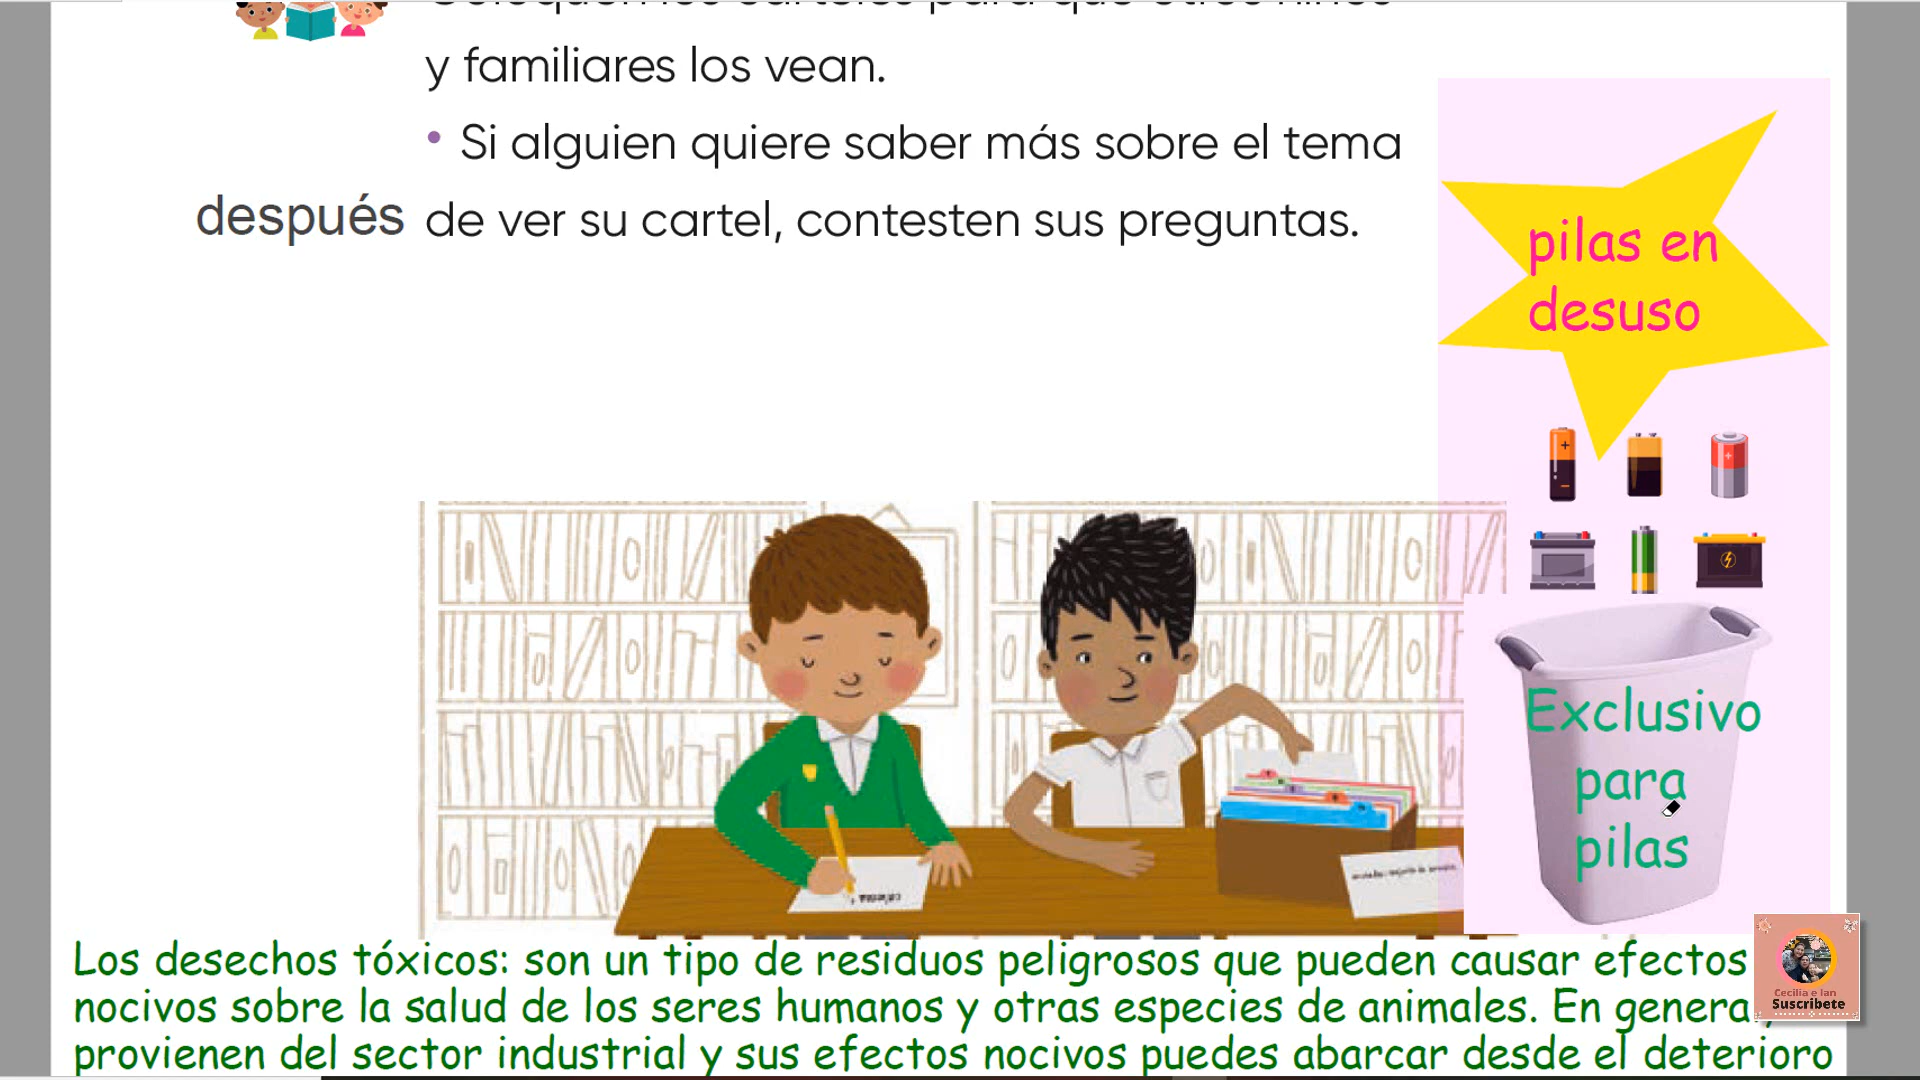 y familiares los vean.
• Si alguien quiere saber más sobre el tema
después de ver su cartel, contesten sus preguntas.
pilas en
desuso
Exclusivo
para
pilas
Los desechos tóxicos: son un tipo de residuos peligrosos que pueden causar efectos
nocivos sobre la salud de los seres humanos y otras especies de animales. En general,
provienen del sector industrial y sus efectos nocivos puedes abarcar desde el deterioro
Cecilia e Ian
Suscribete